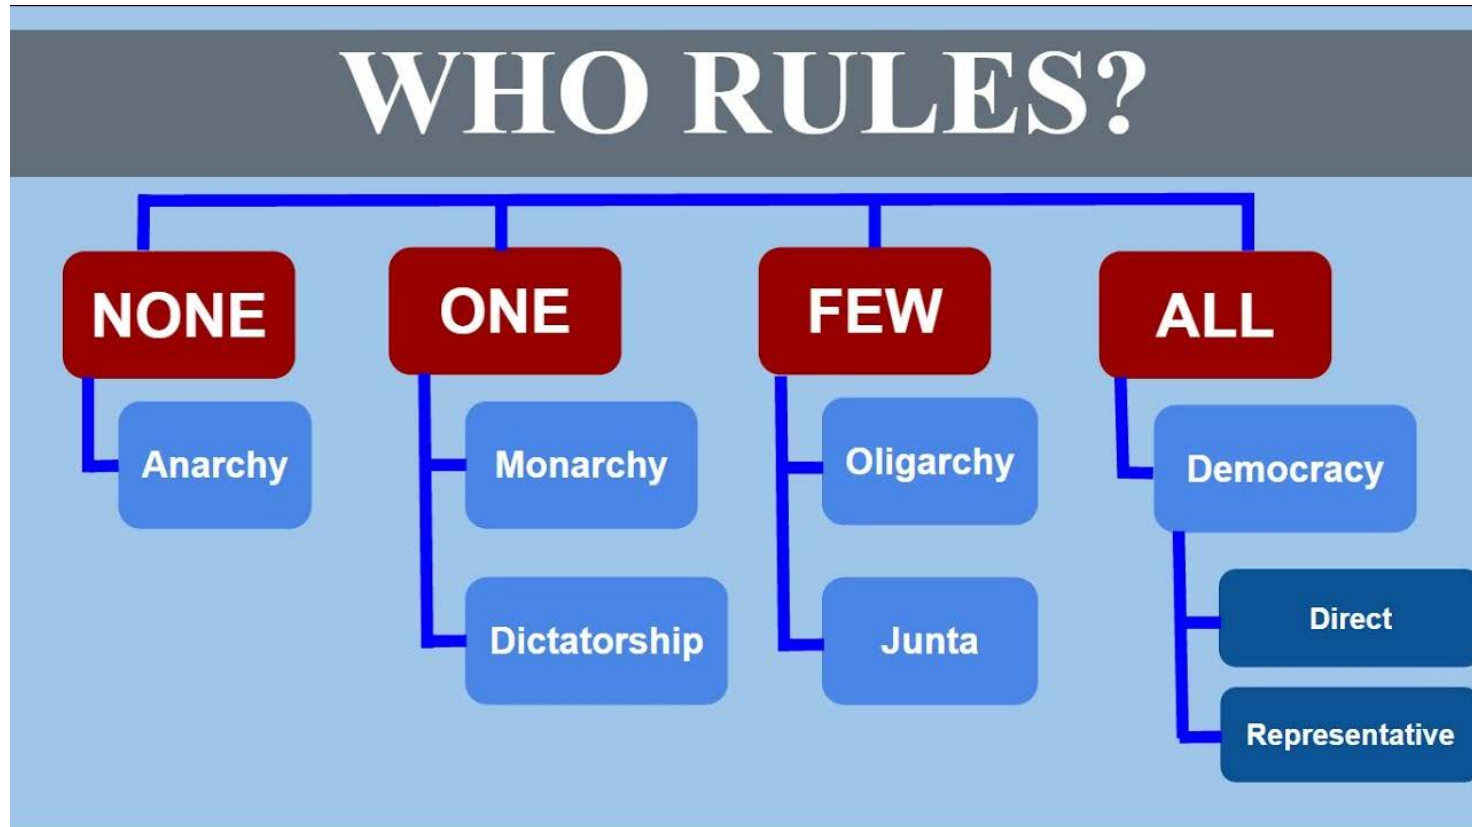 WHO RULES?
NONE
ONE
FEW
ALL
Anarchy
Monarchy
Oligarchy
Democracy
Dictatorship
Junta
Direct
Representative